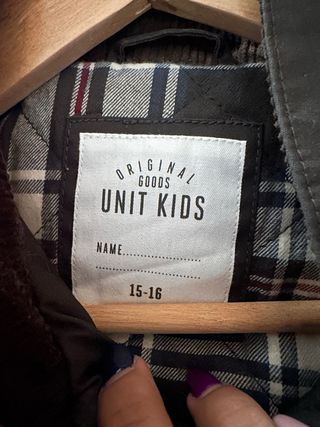 ORIGINAL
GOODS
UNIT KIDS
NAME......................
..............................
15-16